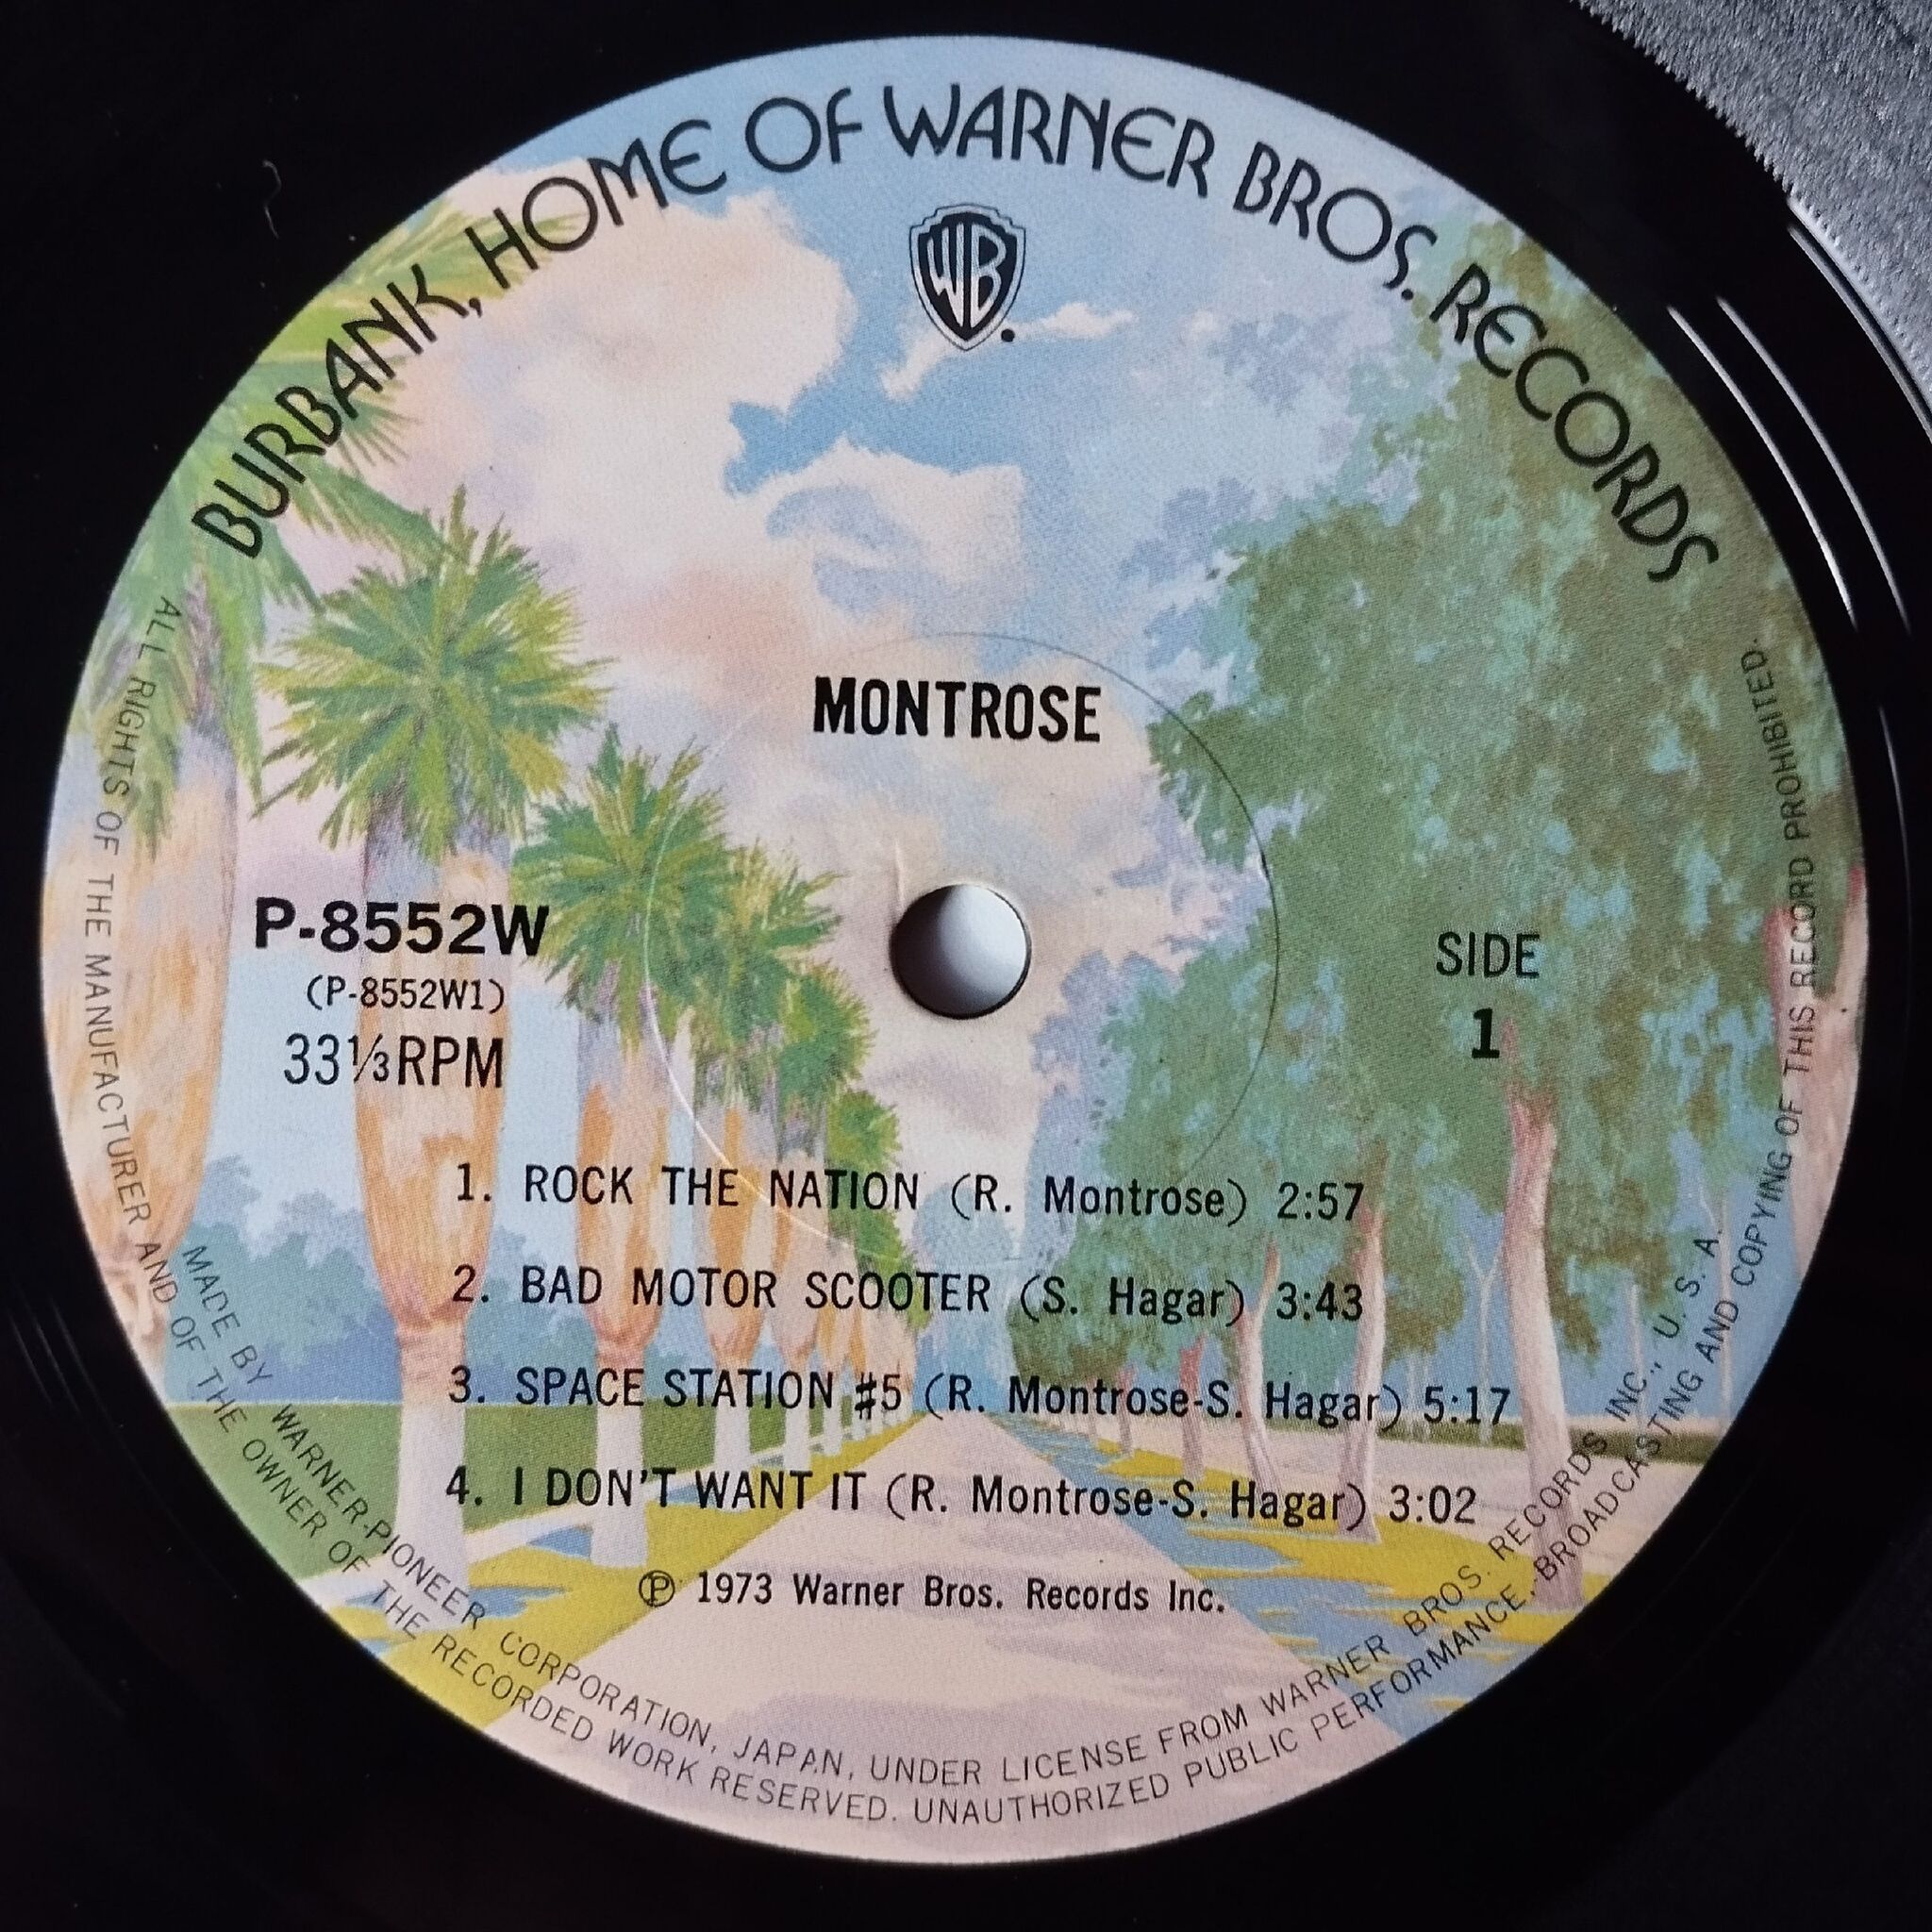 BURBANK, HOME OF WARNER BROS. RECORDS
WB
MONTROSE
P-8552W
(P-8552W1)
33⅓RPM
SIDE
1
1. ROCK THE NATION (R. Montrose) 2:57
2. BAD MOTOR SCOOTER (S. Hagar) 3:43
3. SPACE STATION #5 (R. Montrose-S. Hagar) 5:17
4. I DON'T WANT IT (R. Montrose-S. Hagar) 3:02
Ⓟ 1973 Warner Bros. Records Inc.
MADE BY WARNER-PIONEER CORPORATION, JAPAN, UNDER LICENSE FROM WARNER BROS. RECORDS INC., U. S. A.
ALL RIGHTS OF THE MANUFACTURER AND OF THE OWNER OF THE RECORDED WORK RESERVED. UNAUTHORIZED PUBLIC PERFORMANCE, BROADCASTING AND COPYING OF THIS RECORD PROHIBITED.